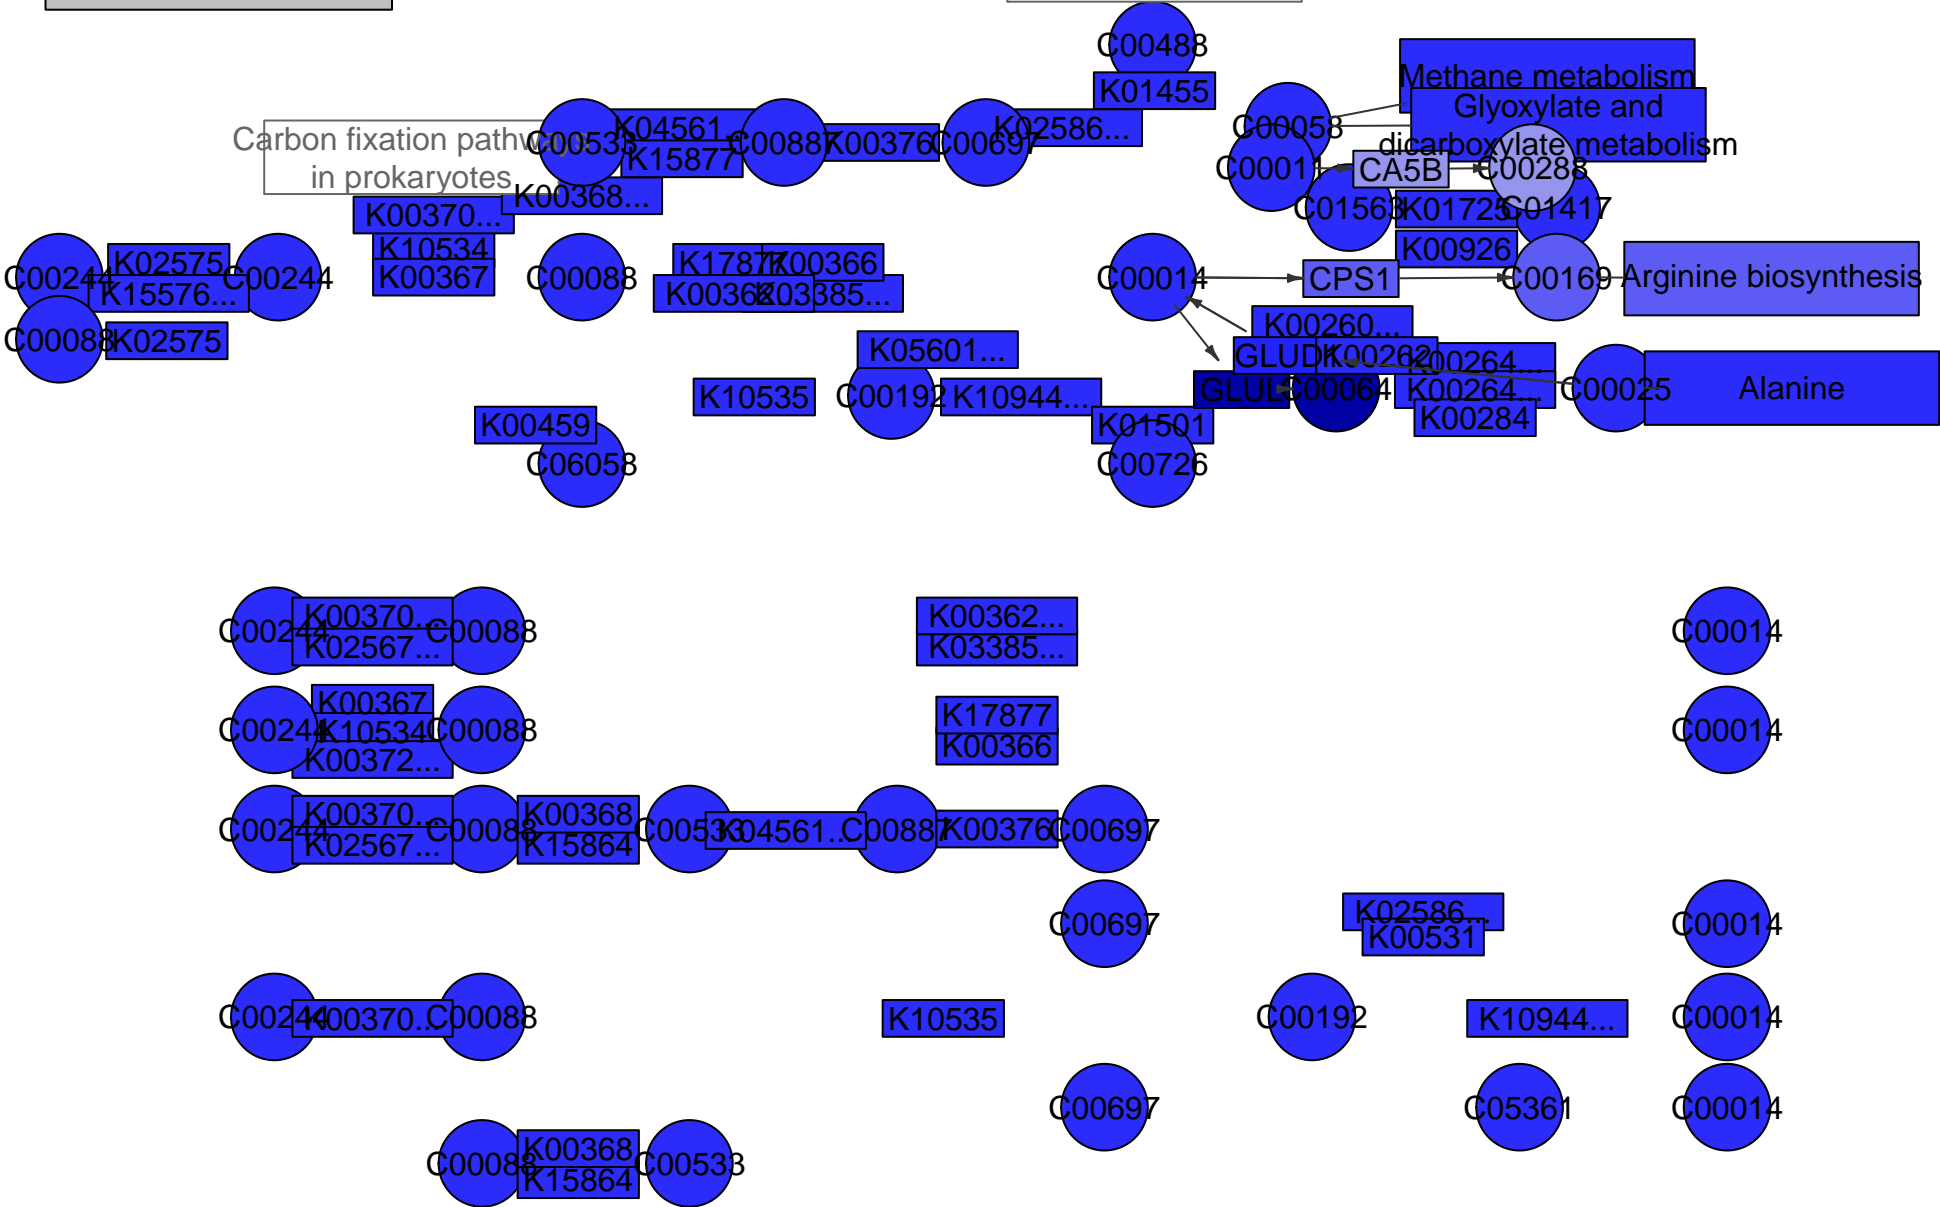 C00488
Methane metabolism
K01455
Glyoxylate and
dicarboxylate metabolism
Carbon fixation pathways
in prokaryotes
C00533
K04561...
K15877
C00887
K00376
C00697
K02586...
C00058
C00011
CA5B
C00288
K00368...
K00370...
C01563
K01725
C01417
K10534
K00367
K00926
C00244
K02575
K15576...
C00244
C00088
K17877
K00366
K00362...
K03385...
C00014
CPS1
C00169
Arginine biosynthesis
C00088
K02575
K00260...
K05601...
GLUD1
K00262
K00264...
K10535
C00192
K10944...
GLUL
C00064
K00264...
C00025
Alanine
K00459
K01501
K00284
C06058
C00726
C00244
K00370...
K02567...
C00088
K00362...
K03385...
C00014
C00244
K00367
K10534
K00372...
C00088
K17877
K00366
C00014
C00244
K00370...
K02567...
C00088
K00368
K15864
C00533
K04561...
C00887
K00376
C00697
C00697
K02586...
K00531
C00014
C00244
K00370...
C00088
K10535
C00192
K10944...
C00014
C00697
C05361
C00014
C00088
K00368
K15864
C00533